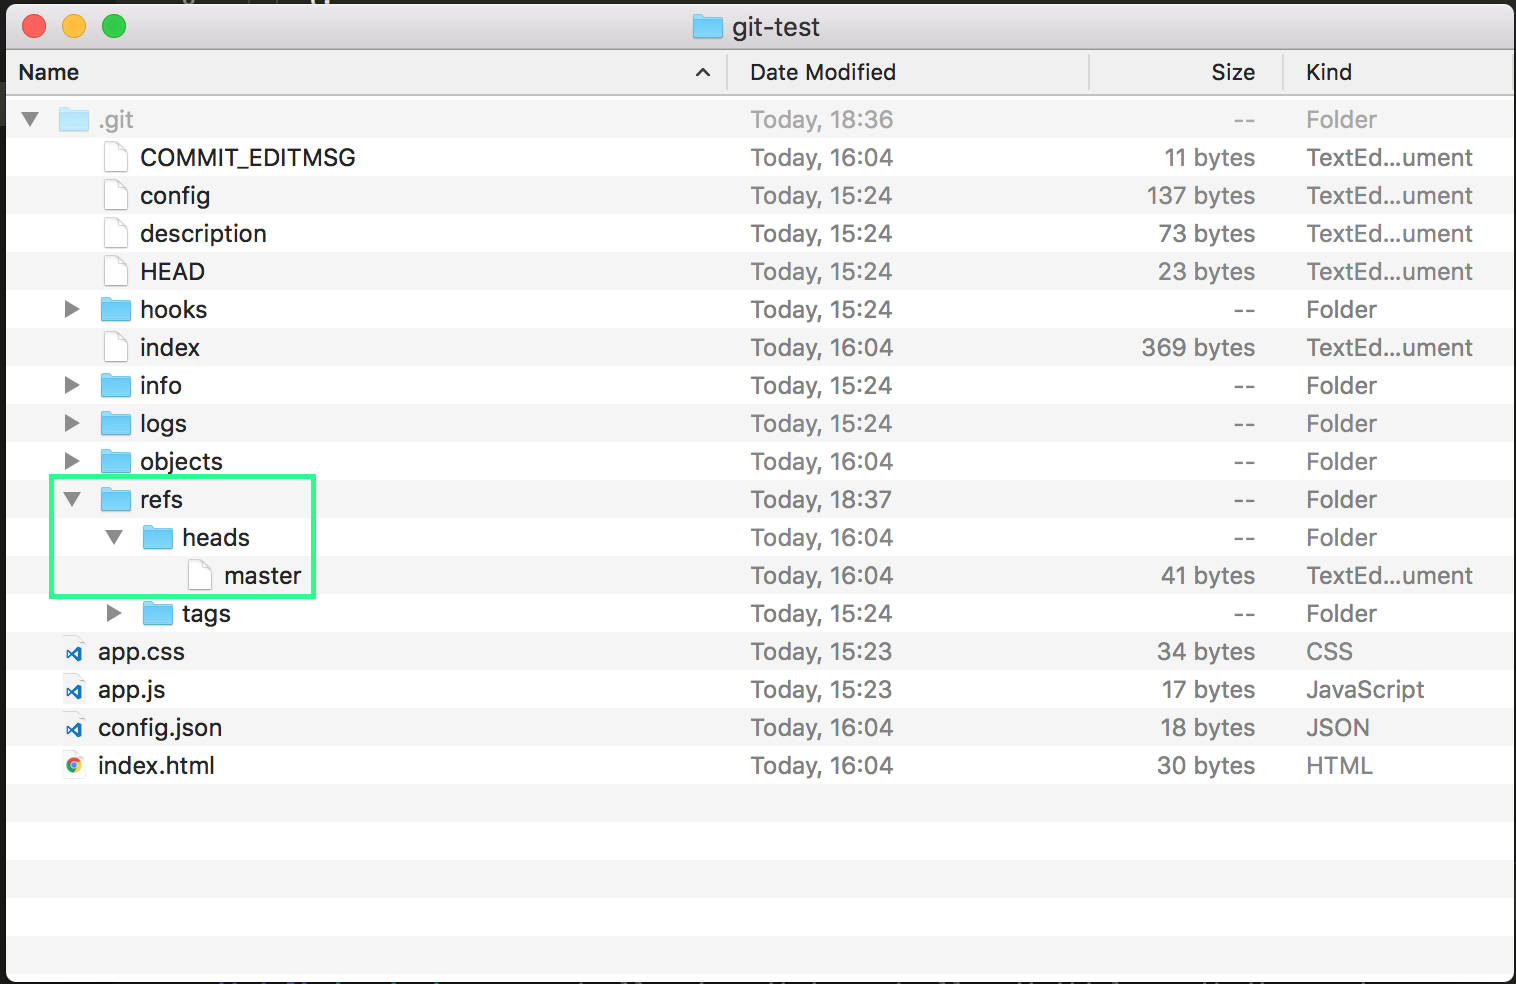 git-test
Name Date Modified Size Kind
.git Today, 18:36 -- Folder
COMMIT_EDITMSG Today, 16:04 11 bytes TextEd...ument
config Today, 15:24 137 bytes TextEd...ument
description Today, 15:24 73 bytes TextEd...ument
HEAD Today, 15:24 23 bytes TextEd...ument
hooks Today, 15:24 -- Folder
index Today, 16:04 369 bytes TextEd...ument
info Today, 15:24 -- Folder
logs Today, 15:24 -- Folder
objects Today, 16:04 -- Folder
refs Today, 18:37 -- Folder
heads Today, 16:04 -- Folder
master Today, 16:04 41 bytes TextEd...ument
tags Today, 15:24 -- Folder
app.css Today, 15:23 34 bytes CSS
app.js Today, 15:23 17 bytes JavaScript
config.json Today, 16:04 18 bytes JSON
index.html Today, 16:04 30 bytes HTML